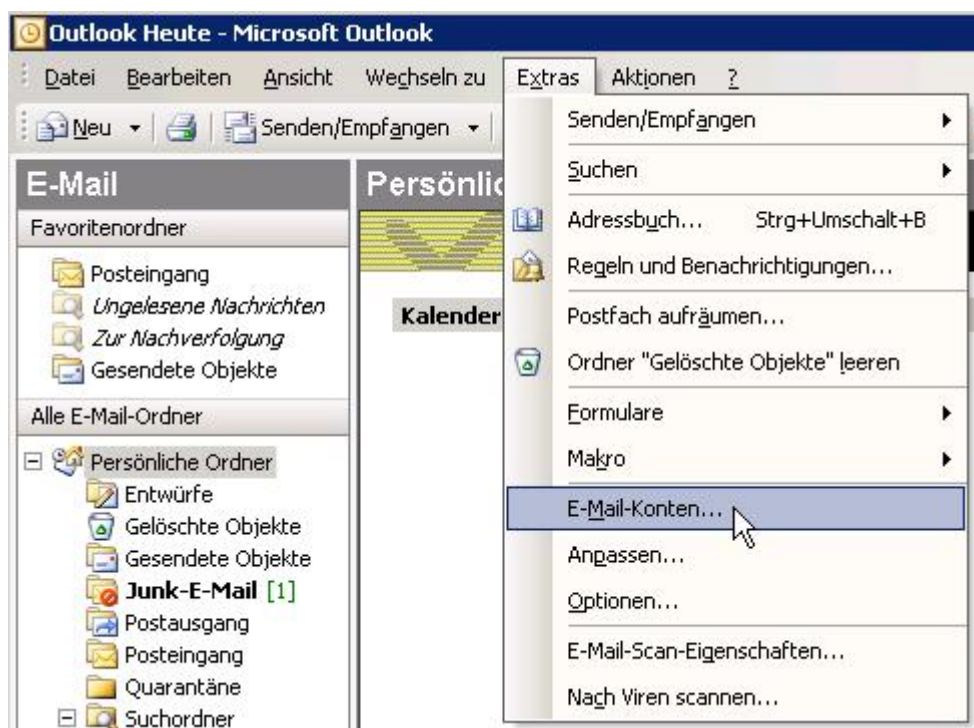 Outlook Heute - Microsoft Outlook
Datei Bearbeiten Ansicht Wechseln zu Extras Aktionen ?
Neu Senden/Empfangen
E-Mail
Favoritenordner
Posteingang
Ungelesene Nachrichten
Zur Nachverfolgung
Gesendete Objekte
Alle E-Mail-Ordner
Persönliche Ordner
Entwürfe
Gelöschte Objekte
Gesendete Objekte
Junk-E-Mail [1]
Postausgang
Posteingang
Quarantäne
Suchordner
Persönlic
Kalender
Senden/Empfangen
Suchen
Adressbuch... Strg+Umschalt+B
Regeln und Benachrichtigungen...
Postfach aufräumen...
Ordner "Gelöschte Objekte" leeren
Formulare
Makro
E-Mail-Konten...
Anpassen...
Optionen...
E-Mail-Scan-Eigenschaften...
Nach Viren scannen...